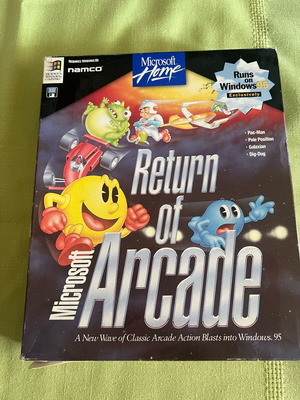 Microsoft
Home
namco
Runs
on
Windows 95
Exclusively
• Pac-Man
• Pole Position
• Galaxian
• Dig-Dug
Microsoft
Return
of
Arcade
A New Wave of Classic Arcade Action Blasts into Windows. 95